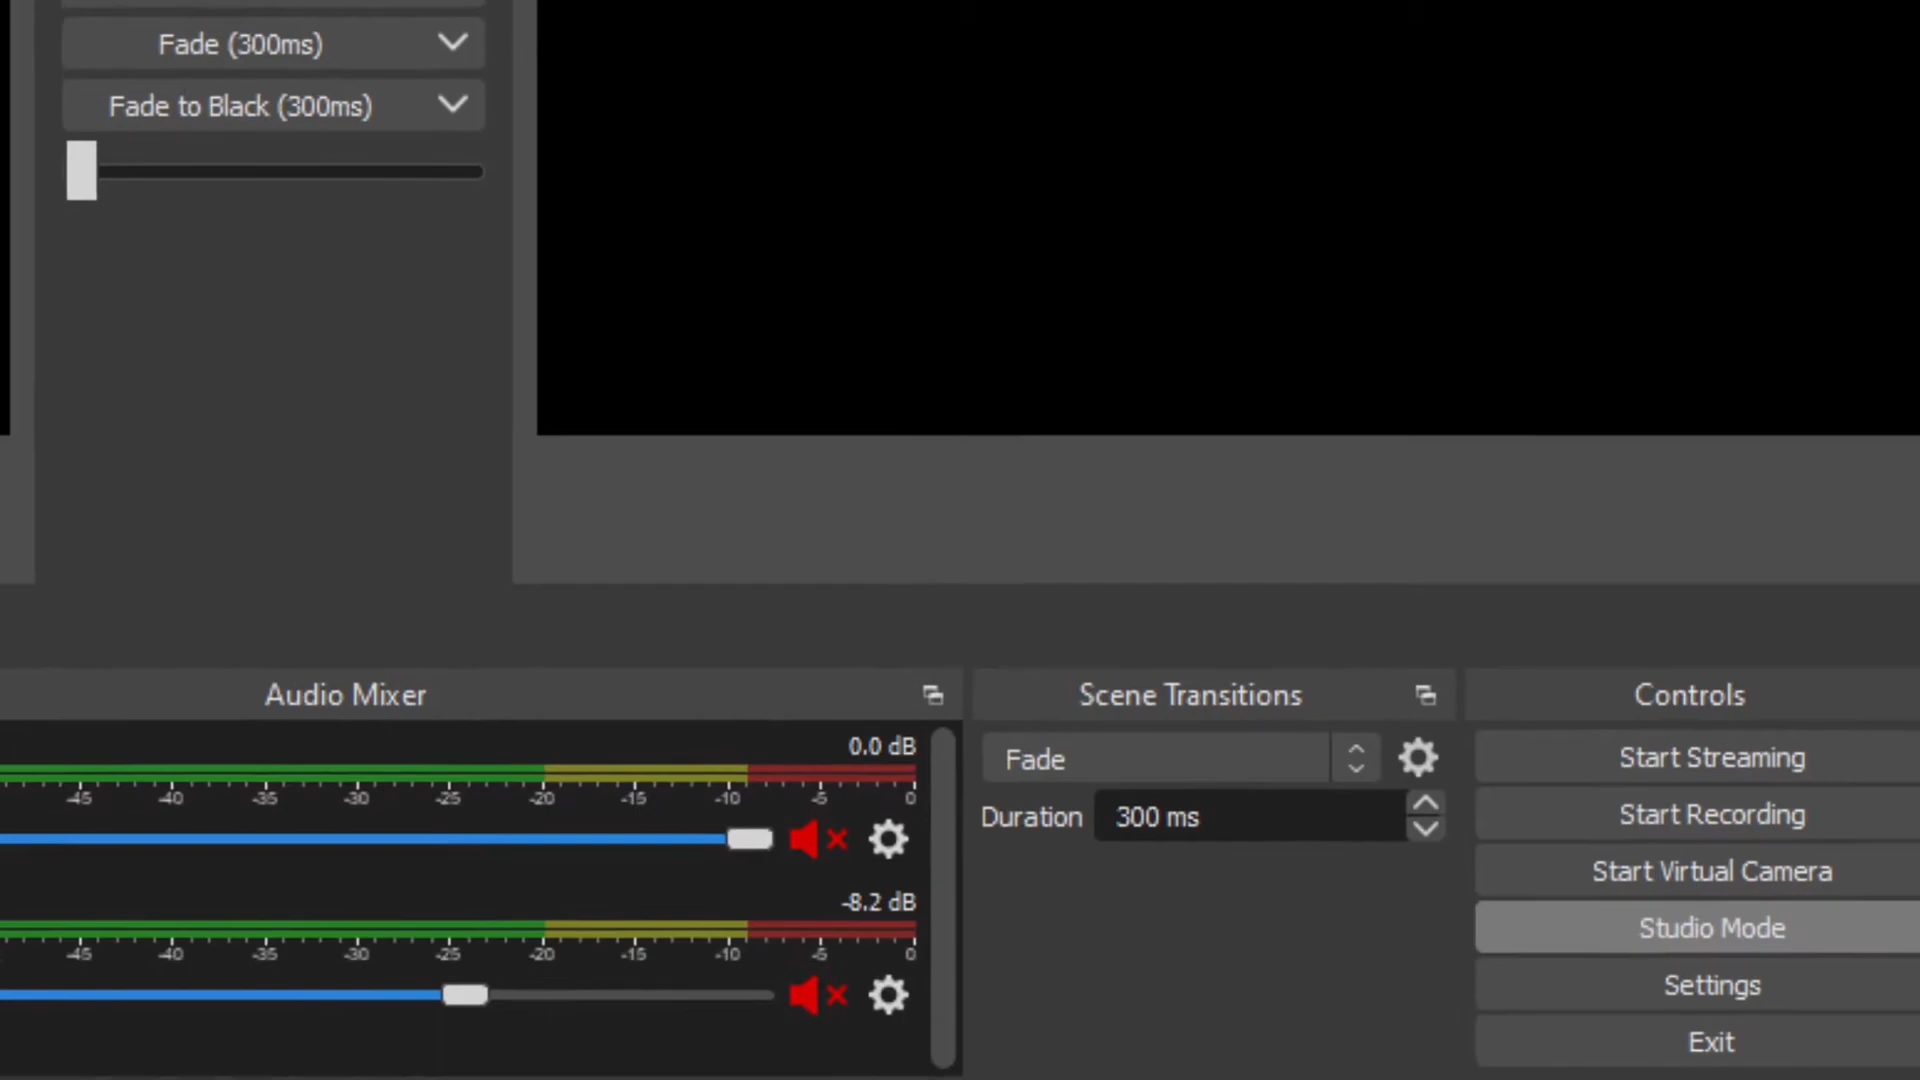 Fade (300ms)
Fade to Black (300ms)
Audio Mixer
0.0 dB
-45 -40 -35 -30 -25 -20 -15 -10 -5 0
-8.2 dB
-45 -40 -35 -30 -25 -20 -15 -10 -5 0
Scene Transitions
Fade
Duration 300 ms
Controls
Start Streaming
Start Recording
Start Virtual Camera
Studio Mode
Settings
Exit